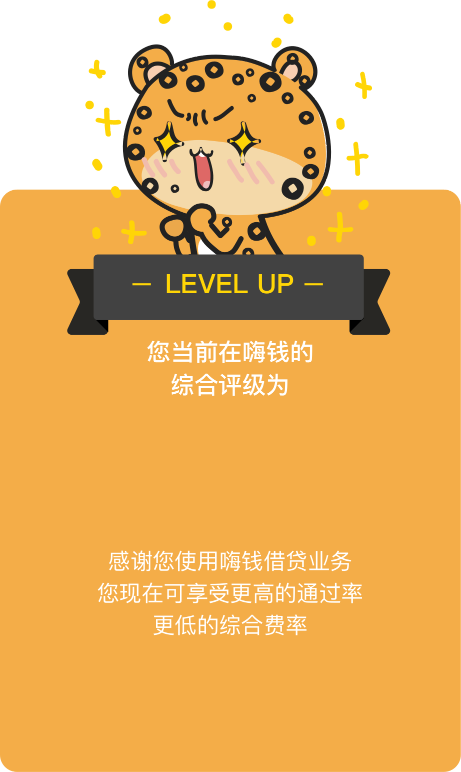 — LEVEL UP —
您当前在嗨钱的
综合评级为
感谢您使用嗨钱借贷业务
您现在可享受更高的通过率
更低的综合费率